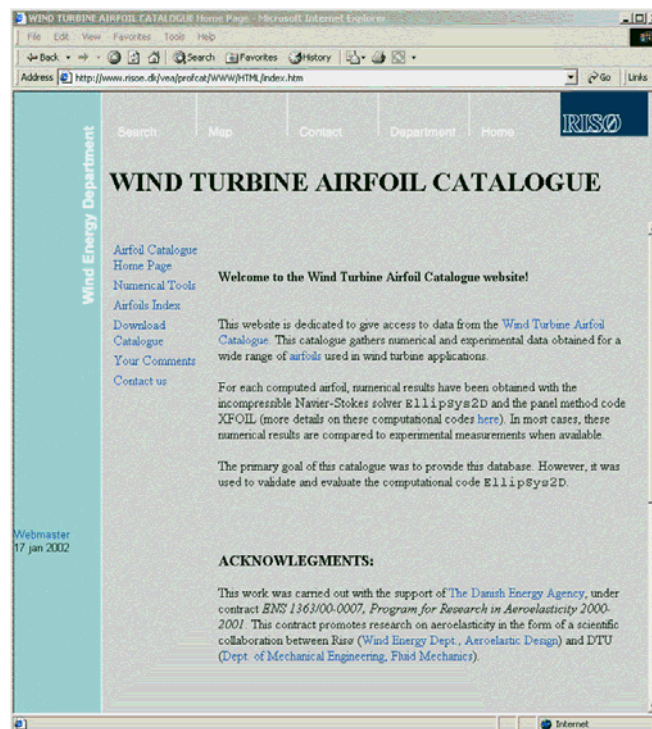 WIND TURBINE AIRFOIL CATALOGUE Home Page - Microsoft Internet Explorer
File Edit View Favorites Tools Help
Back Search Favorites History
Address http://www.risoe.dk/vea/profcat/WWW/HTML/index.htm Go Links
Wind Energy Department
Search Map Contact Department Home RISØ
WIND TURBINE AIRFOIL CATALOGUE
Airfoil Catalogue
Home Page
Numerical Tools
Airfoils Index
Download
Catalogue
Your Comments
Contact us
Welcome to the Wind Turbine Airfoil Catalogue website!
This website is dedicated to give access to data from the Wind Turbine Airfoil
Catalogue. This catalogue gathers numerical and experimental data obtained for a
wide range of airfoils used in wind turbine applications.
For each computed airfoil, numerical results have been obtained with the
incompressible Navier-Stokes solver EllipSys2D and the panel method code
XFOIL (more details on these computational codes here). In most cases, these
numerical results are compared to experimental measurements when available.
The primary goal of this catalogue was to provide this database. However, it was
used to validate and evaluate the computational code EllipSys2D.
Webmaster
17 jan 2002
ACKNOWLEGMENTS:
This work was carried out with the support of The Danish Energy Agency, under
contract ENS 1363/00-0007, Program for Research in Aeroelasticity 2000-
2001. This contract promotes research on aeroelasticity in the form of a scientific
collaboration between Risø (Wind Energy Dept., Aeroelastic Design) and DTU
(Dept. of Mechanical Engineering, Fluid Mechanics).
Internet